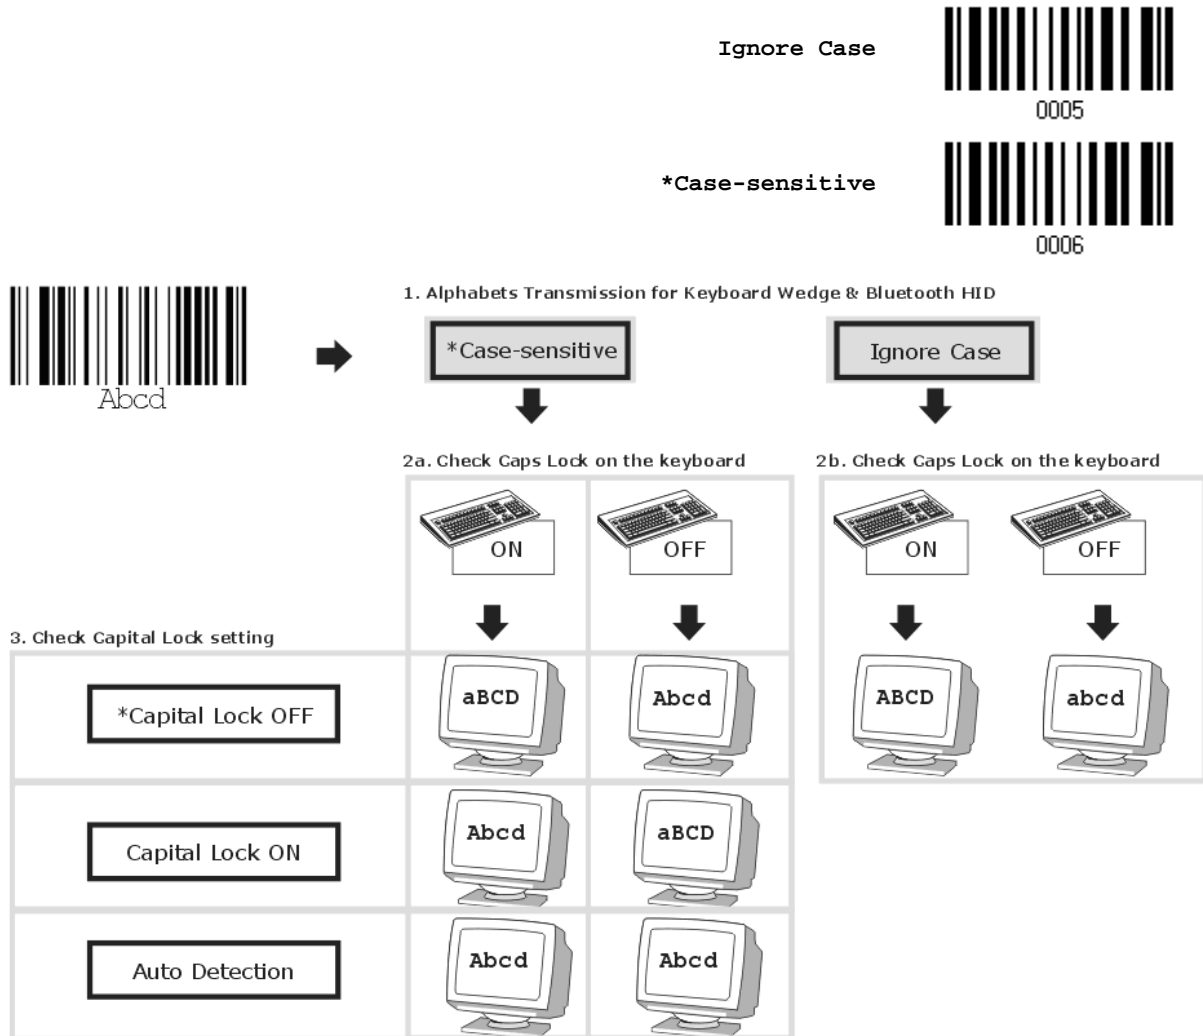 Ignore Case
0005
*Case-sensitive
0006
Abcd
1. Alphabets Transmission for Keyboard Wedge & Bluetooth HID
*Case-sensitive
Ignore Case
2a. Check Caps Lock on the keyboard
2b. Check Caps Lock on the keyboard
ON
OFF
ON
OFF
3. Check Capital Lock setting
*Capital Lock OFF
aBCD
Abcd
ABCD
abcd
Capital Lock ON
Abcd
aBCD
Auto Detection
Abcd
Abcd